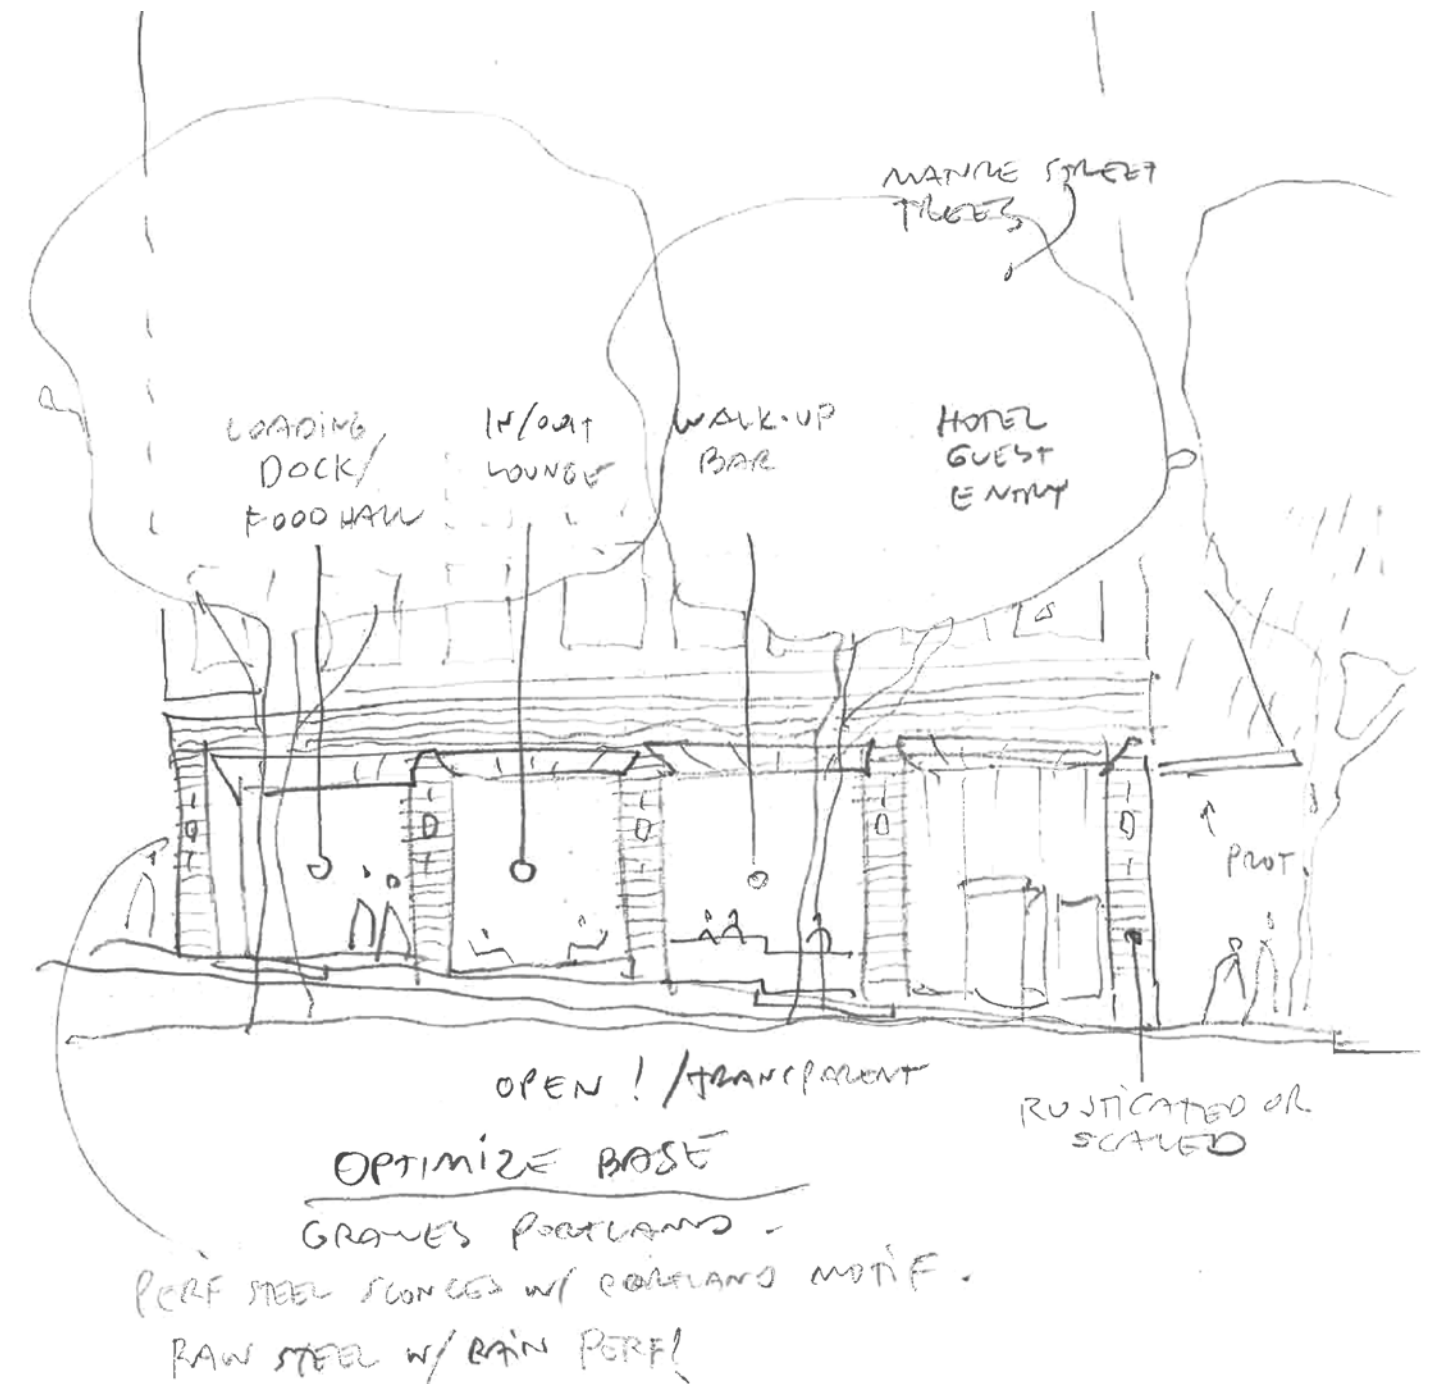 MATURE STREET
TREES
LOADING
DOCK/
FOOD HALL
IN/OUT
LOUNGE
WALK-UP
BAR
HOTEL
GUEST
ENTRY
PROT.
OPEN! / TRANSPARENT
RUSTICATED OR
SCALED
OPTIMIZE BASE
GRAVES PORTLAND.
PERF STEEL SCONCES W/ PORTLAND MOTIF.
RAW STEEL W/ RAIN PERF!